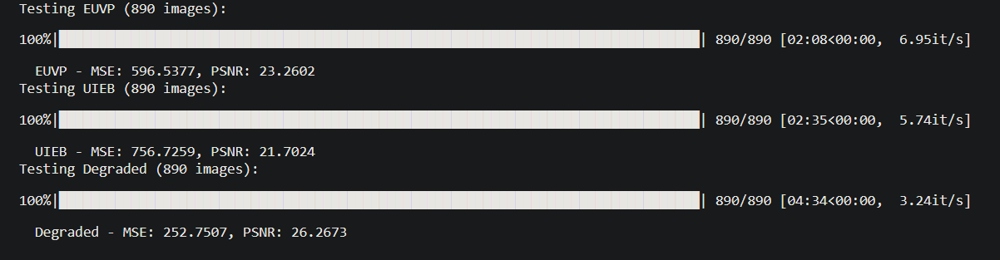 Testing EUVP (890 images):
100%|██████████| 890/890 [02:08<00:00,  6.95it/s]
EUVP - MSE: 596.5377, PSNR: 23.2602
Testing UIEB (890 images):
100%|██████████| 890/890 [02:35<00:00,  5.74it/s]
UIEB - MSE: 756.7259, PSNR: 21.7024
Testing Degraded (890 images):
100%|██████████| 890/890 [04:34<00:00,  3.24it/s]
Degraded - MSE: 252.7507, PSNR: 26.2673